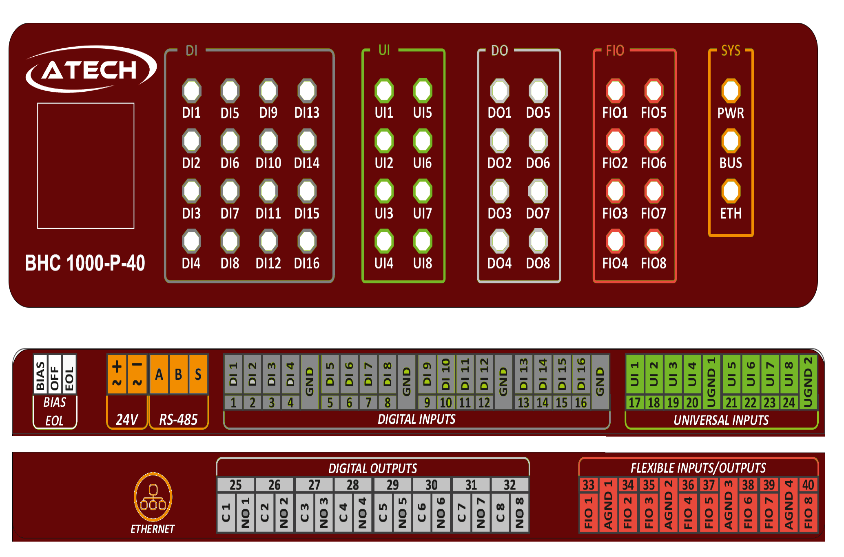 DI UI DO FIO SYS
ATECH
DI1 DI5 DI9 DI13 UI1 UI5 DO1 DO5 FIO1 FIO5 PWR
DI2 DI6 DI10 DI14 UI2 UI6 DO2 DO6 FIO2 FIO6 BUS
DI3 DI7 DI11 DI15 UI3 UI7 DO3 DO7 FIO3 FIO7 ETH
DI4 DI8 DI12 DI16 UI4 UI8 DO4 DO8 FIO4 FIO8
BHC 1000-P-40
BIAS OFF EOL ~+ ~- A B S DI 1 DI 2 DI 3 DI 4 GND DI 5 DI 6 DI 7 DI 8 GND DI 9 DI 10 DI 11 DI 12 GND DI 13 DI 14 DI 15 DI 16 GND UI 1 UI 2 UI 3 UI 4 UGND 1 UI 5 UI 6 UI 7 UI 8 UGND 2
1 2 3 4 5 6 7 8 9 10 11 12 13 14 15 16 17 18 19 20 21 22 23 24
BIAS
EOL
24V RS-485 DIGITAL INPUTS UNIVERSAL INPUTS
DIGITAL OUTPUTS FLEXIBLE INPUTS/OUTPUTS
25 26 27 28 29 30 31 32 33 34 35 36 37 38 39 40
C 1 NO 1 C 2 NO 2 C 3 NO 3 C 4 NO 4 C 5 NO 5 C 6 NO 6 C 7 NO 7 C 8 NO 8 FIO 1 AGND 1 FIO 2 FIO 3 AGND 2 FIO 4 FIO 5 AGND 3 FIO 6 FIO 7 AGND 4 FIO 8
ETHERNET